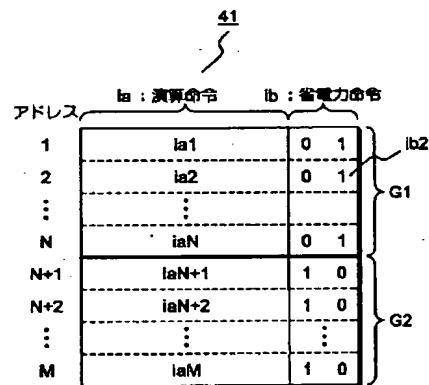 41
Ia：演算命令 Ib：省電力命令
アドレス
1 Ia1 0 1
Ib2
2 Ia2 0 1
G1
N IaN 0 1
N+1 IaN+1 1 0
N+2 IaN+2 1 0
G2
M IaM 1 0